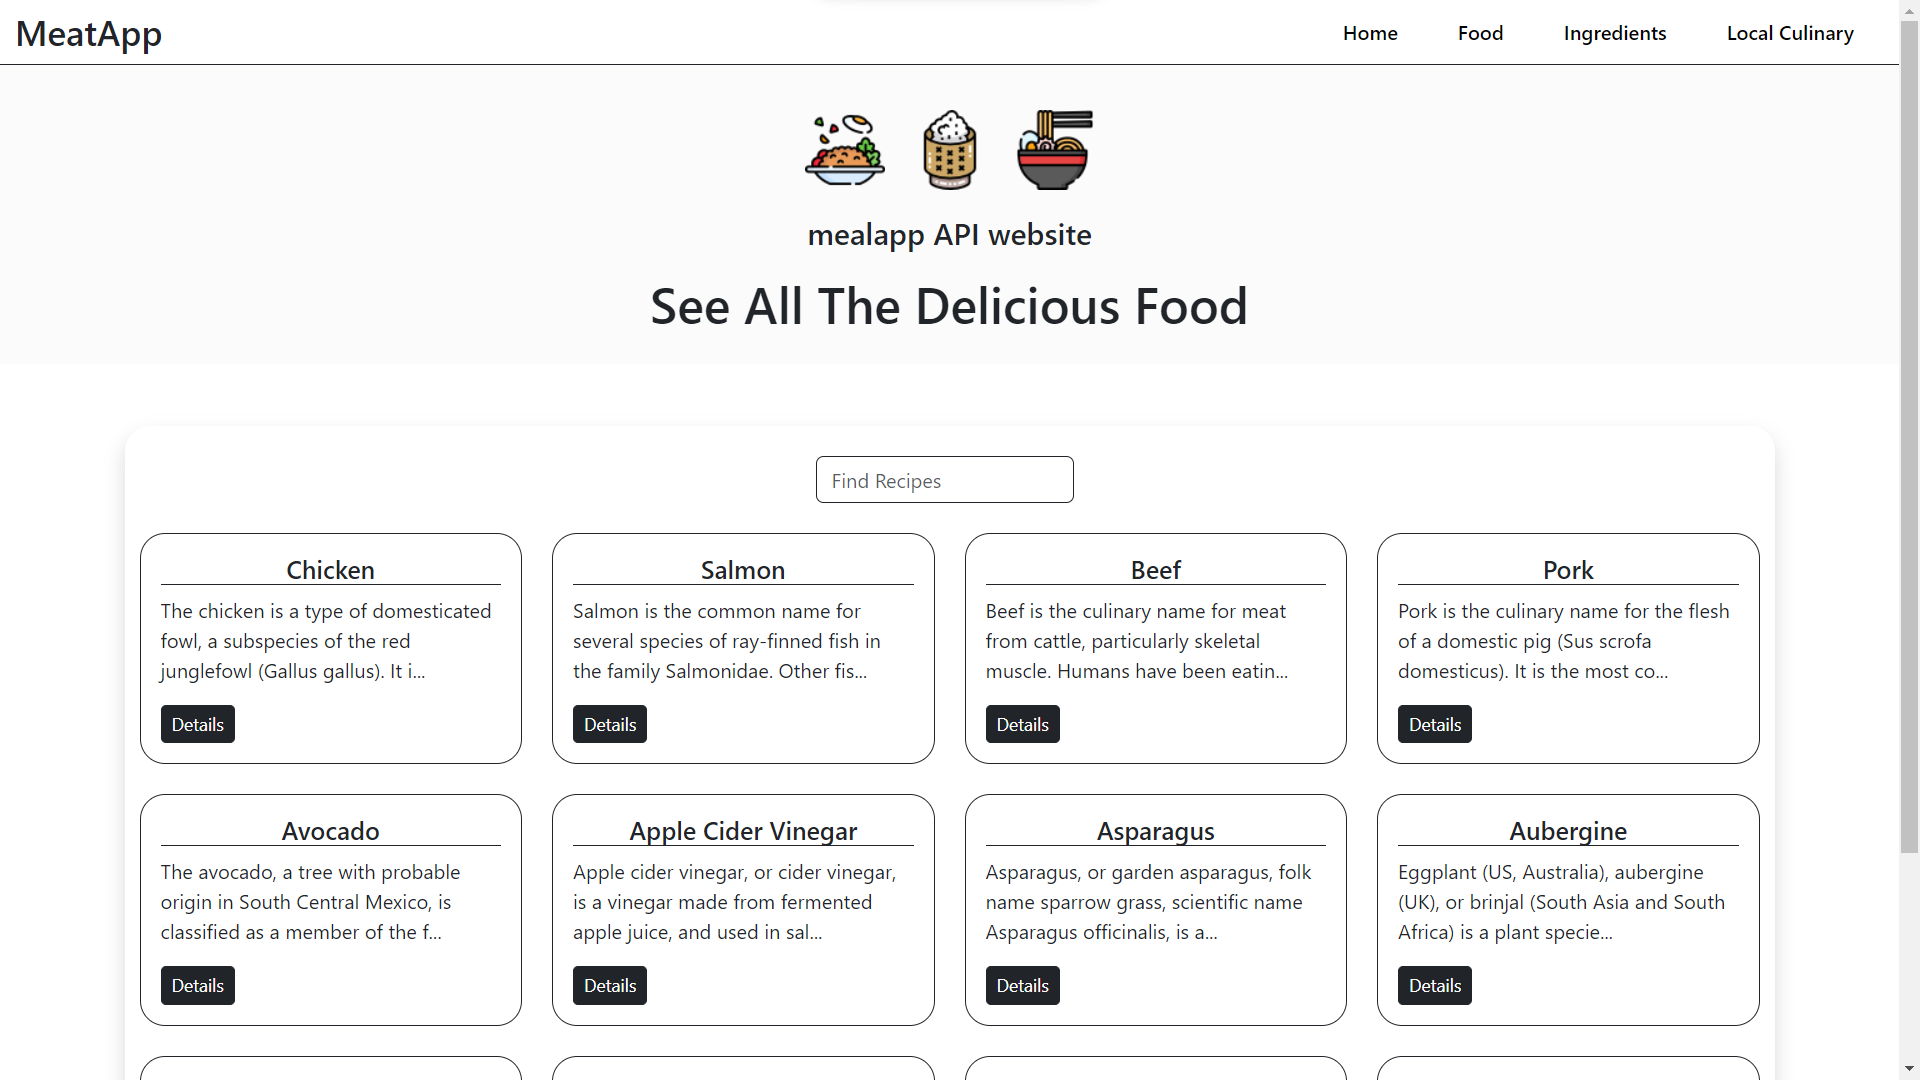 MeatApp
Home
Food
Ingredients
Local Culinary
mealapp API website
See All The Delicious Food
Find Recipes
Chicken
The chicken is a type of domesticated
fowl, a subspecies of the red
junglefowl (Gallus gallus). It i...
Details
Salmon
Salmon is the common name for
several species of ray-finned fish in
the family Salmonidae. Other fis...
Details
Beef
Beef is the culinary name for meat
from cattle, particularly skeletal
muscle. Humans have been eatin...
Details
Pork
Pork is the culinary name for the flesh
of a domestic pig (Sus scrofa
domesticus). It is the most co...
Details
Avocado
The avocado, a tree with probable
origin in South Central Mexico, is
classified as a member of the f...
Details
Apple Cider Vinegar
Apple cider vinegar, or cider vinegar,
is a vinegar made from fermented
apple juice, and used in sal...
Details
Asparagus
Asparagus, or garden asparagus, folk
name sparrow grass, scientific name
Asparagus officinalis, is a...
Details
Aubergine
Eggplant (US, Australia), aubergine
(UK), or brinjal (South Asia and South
Africa) is a plant specie...
Details